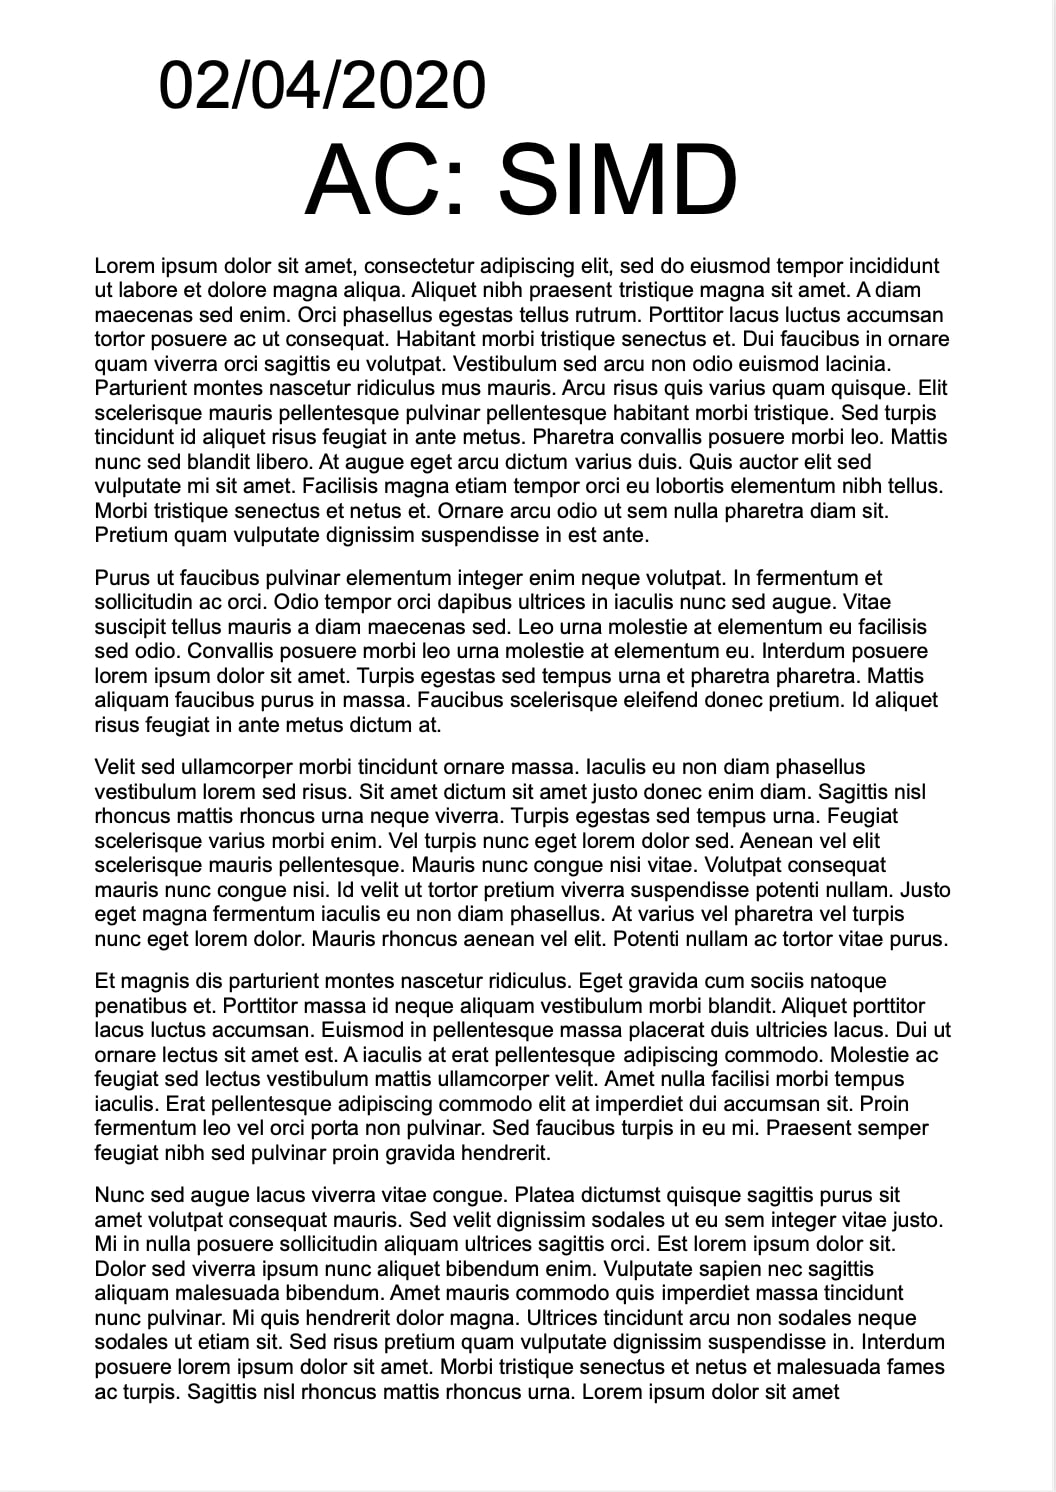 02/04/2020
AC: SIMD
Lorem ipsum dolor sit amet, consectetur adipiscing elit, sed do eiusmod tempor incididunt
ut labore et dolore magna aliqua. Aliquet nibh praesent tristique magna sit amet. A diam
maecenas sed enim. Orci phasellus egestas tellus rutrum. Porttitor lacus luctus accumsan
tortor posuere ac ut consequat. Habitant morbi tristique senectus et. Dui faucibus in ornare
quam viverra orci sagittis eu volutpat. Vestibulum sed arcu non odio euismod lacinia.
Parturient montes nascetur ridiculus mus mauris. Arcu risus quis varius quam quisque. Elit
scelerisque mauris pellentesque pulvinar pellentesque habitant morbi tristique. Sed turpis
tincidunt id aliquet risus feugiat in ante metus. Pharetra convallis posuere morbi leo. Mattis
nunc sed blandit libero. At augue eget arcu dictum varius duis. Quis auctor elit sed
vulputate mi sit amet. Facilisis magna etiam tempor orci eu lobortis elementum nibh tellus.
Morbi tristique senectus et netus et. Ornare arcu odio ut sem nulla pharetra diam sit.
Pretium quam vulputate dignissim suspendisse in est ante.
Purus ut faucibus pulvinar elementum integer enim neque volutpat. In fermentum et
sollicitudin ac orci. Odio tempor orci dapibus ultrices in iaculis nunc sed augue. Vitae
suscipit tellus mauris a diam maecenas sed. Leo urna molestie at elementum eu facilisis
sed odio. Convallis posuere morbi leo urna molestie at elementum eu. Interdum posuere
lorem ipsum dolor sit amet. Turpis egestas sed tempus urna et pharetra pharetra. Mattis
aliquam faucibus purus in massa. Faucibus scelerisque eleifend donec pretium. Id aliquet
risus feugiat in ante metus dictum at.
Velit sed ullamcorper morbi tincidunt ornare massa. Iaculis eu non diam phasellus
vestibulum lorem sed risus. Sit amet dictum sit amet justo donec enim diam. Sagittis nisl
rhoncus mattis rhoncus urna neque viverra. Turpis egestas sed tempus urna. Feugiat
scelerisque varius morbi enim. Vel turpis nunc eget lorem dolor sed. Aenean vel elit
scelerisque mauris pellentesque. Mauris nunc congue nisi vitae. Volutpat consequat
mauris nunc congue nisi. Id velit ut tortor pretium viverra suspendisse potenti nullam. Justo
eget magna fermentum iaculis eu non diam phasellus. At varius vel pharetra vel turpis
nunc eget lorem dolor. Mauris rhoncus aenean vel elit. Potenti nullam ac tortor vitae purus.
Et magnis dis parturient montes nascetur ridiculus. Eget gravida cum sociis natoque
penatibus et. Porttitor massa id neque aliquam vestibulum morbi blandit. Aliquet porttitor
lacus luctus accumsan. Euismod in pellentesque massa placerat duis ultricies lacus. Dui ut
ornare lectus sit amet est. A iaculis at erat pellentesque adipiscing commodo. Molestie ac
feugiat sed lectus vestibulum mattis ullamcorper velit. Amet nulla facilisi morbi tempus
iaculis. Erat pellentesque adipiscing commodo elit at imperdiet dui accumsan sit. Proin
fermentum leo vel orci porta non pulvinar. Sed faucibus turpis in eu mi. Praesent semper
feugiat nibh sed pulvinar proin gravida hendrerit.
Nunc sed augue lacus viverra vitae congue. Platea dictumst quisque sagittis purus sit
amet volutpat consequat mauris. Sed velit dignissim sodales ut eu sem integer vitae justo.
Mi in nulla posuere sollicitudin aliquam ultrices sagittis orci. Est lorem ipsum dolor sit.
Dolor sed viverra ipsum nunc aliquet bibendum enim. Vulputate sapien nec sagittis
aliquam malesuada bibendum. Amet mauris commodo quis imperdiet massa tincidunt
nunc pulvinar. Mi quis hendrerit dolor magna. Ultrices tincidunt arcu non sodales neque
sodales ut etiam sit. Sed risus pretium quam vulputate dignissim suspendisse in. Interdum
posuere lorem ipsum dolor sit amet. Morbi tristique senectus et netus et malesuada fames
ac turpis. Sagittis nisl rhoncus mattis rhoncus urna. Lorem ipsum dolor sit amet